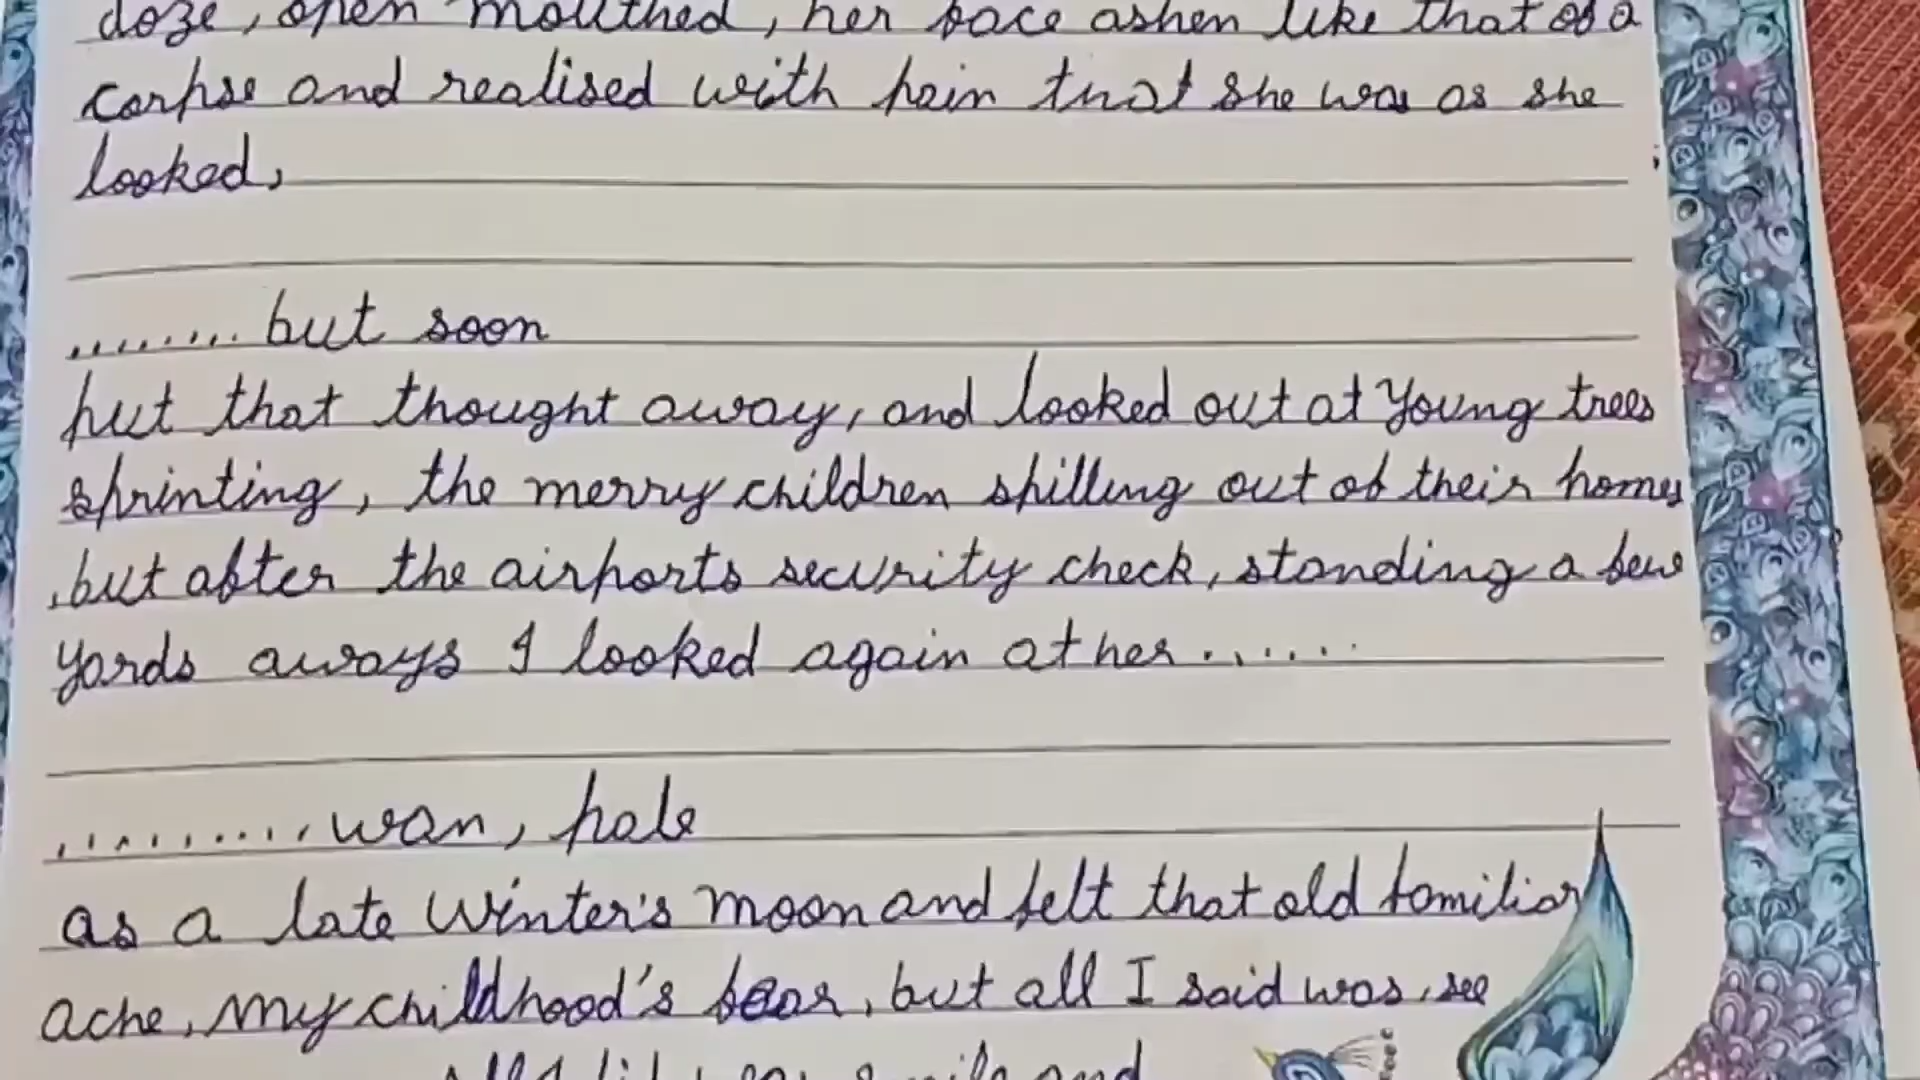 doze, open mouthed, her face ashen like that of a
corpse and realised with pain that she was as she
looked,
........ but soon
put that thought away, and looked out at Young trees
sprinting, the merry children spilling out of their homes
,but after the airports security check, standing a few
yards aways I looked again at her.......
.......... wan, pale
as a late Winter's moon and felt that old familiar
ache, my childhood's fear, but all I said was, see
smile and